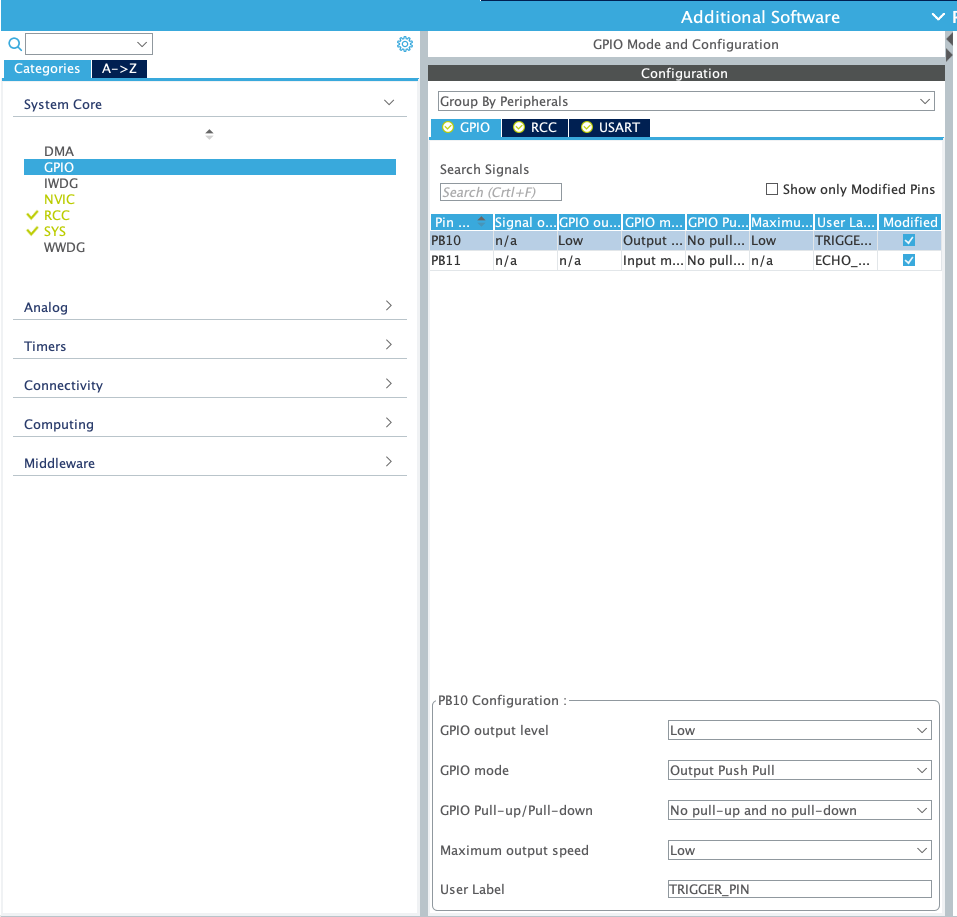 Additional Software
Categories
A->Z
System Core
DMA
GPIO
IWDG
NVIC
RCC
SYS
WWDG
Analog
Timers
Connectivity
Computing
Middleware
GPIO Mode and Configuration
Configuration
Group By Peripherals
GPIO RCC USART
Search Signals
Search (Crtl+F)
Show only Modified Pins
Pin ... Signal o... GPIO ou... GPIO m... GPIO Pu... Maximu... User La... Modified
PB10 n/a Low Output ... No pull... Low TRIGGE...
PB11 n/a n/a Input m... No pull... n/a ECHO_...
PB10 Configuration :
GPIO output level Low
GPIO mode Output Push Pull
GPIO Pull-up/Pull-down No pull-up and no pull-down
Maximum output speed Low
User Label TRIGGER_PIN